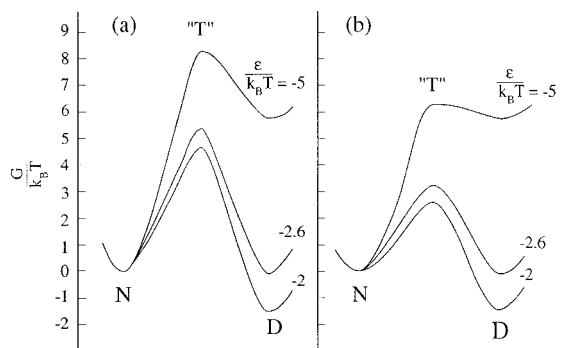 (a)
"T"
ε
k_BT = -5
-2.6
-2
N
D
(b)
"T"
ε
k_BT = -5
-2.6
-2
N
D
G
k_BT
9
8
7
6
5
4
3
2
1
0
-1
-2